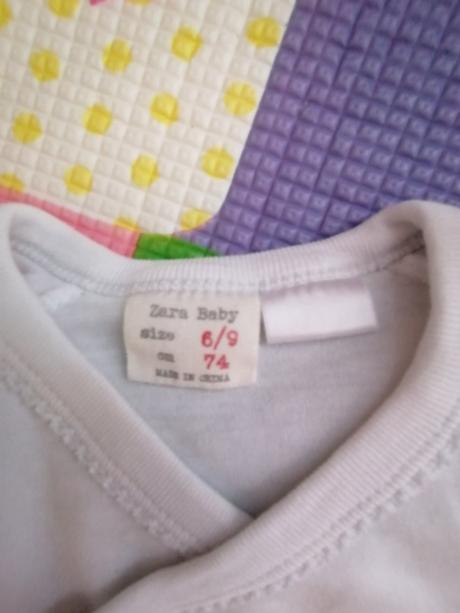 Zara Baby
size 6/9
cm 74
MADE IN CHINA